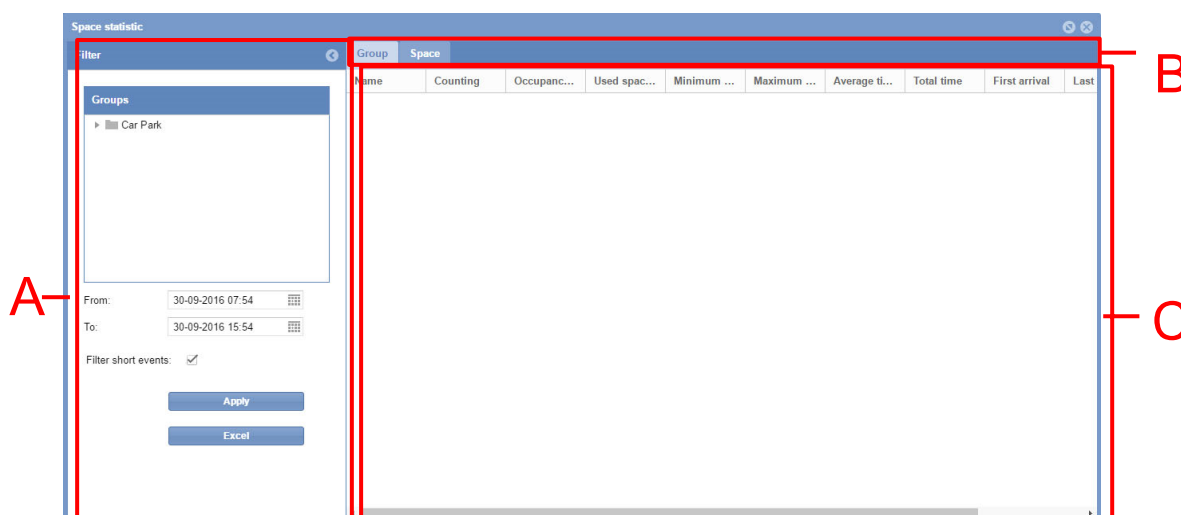 Space statistic
Filter
Group Space
B
Name Counting Occupanc... Used spac... Minimum ... Maximum ... Average ti... Total time First arrival Last
Groups
Car Park
A
From: 30-09-2016 07:54
C
To: 30-09-2016 15:54
Filter short events:
Apply
Excel